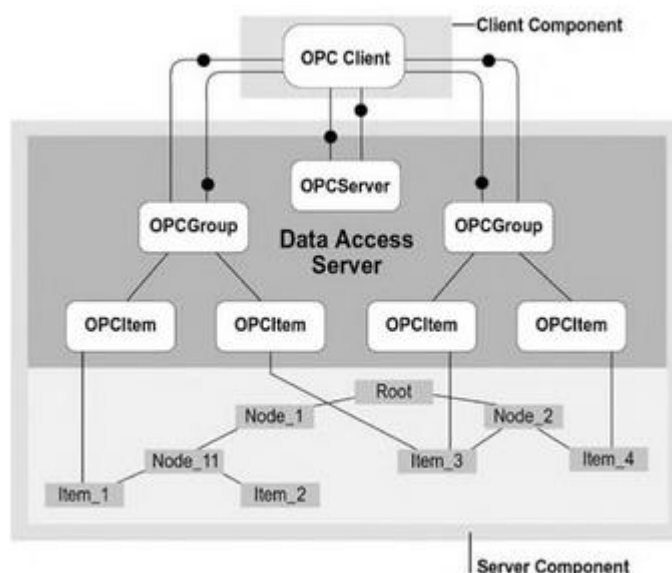 Client Component
OPC Client
OPCServer
OPCGroup
OPCGroup
Data Access
Server
OPCItem
OPCItem
OPCItem
OPCItem
Root
Node_1
Node_2
Node_11
Item_3
Item_4
Item_1
Item_2
Server Component